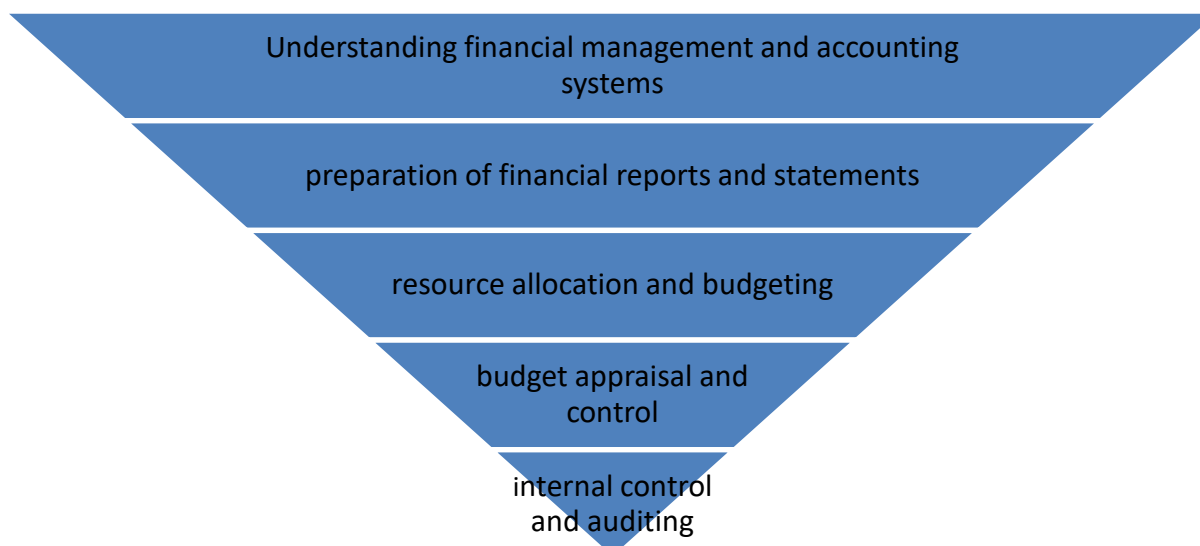 Understanding financial management and accounting
systems
preparation of financial reports and statements
resource allocation and budgeting
budget appraisal and
control
internal control
and auditing